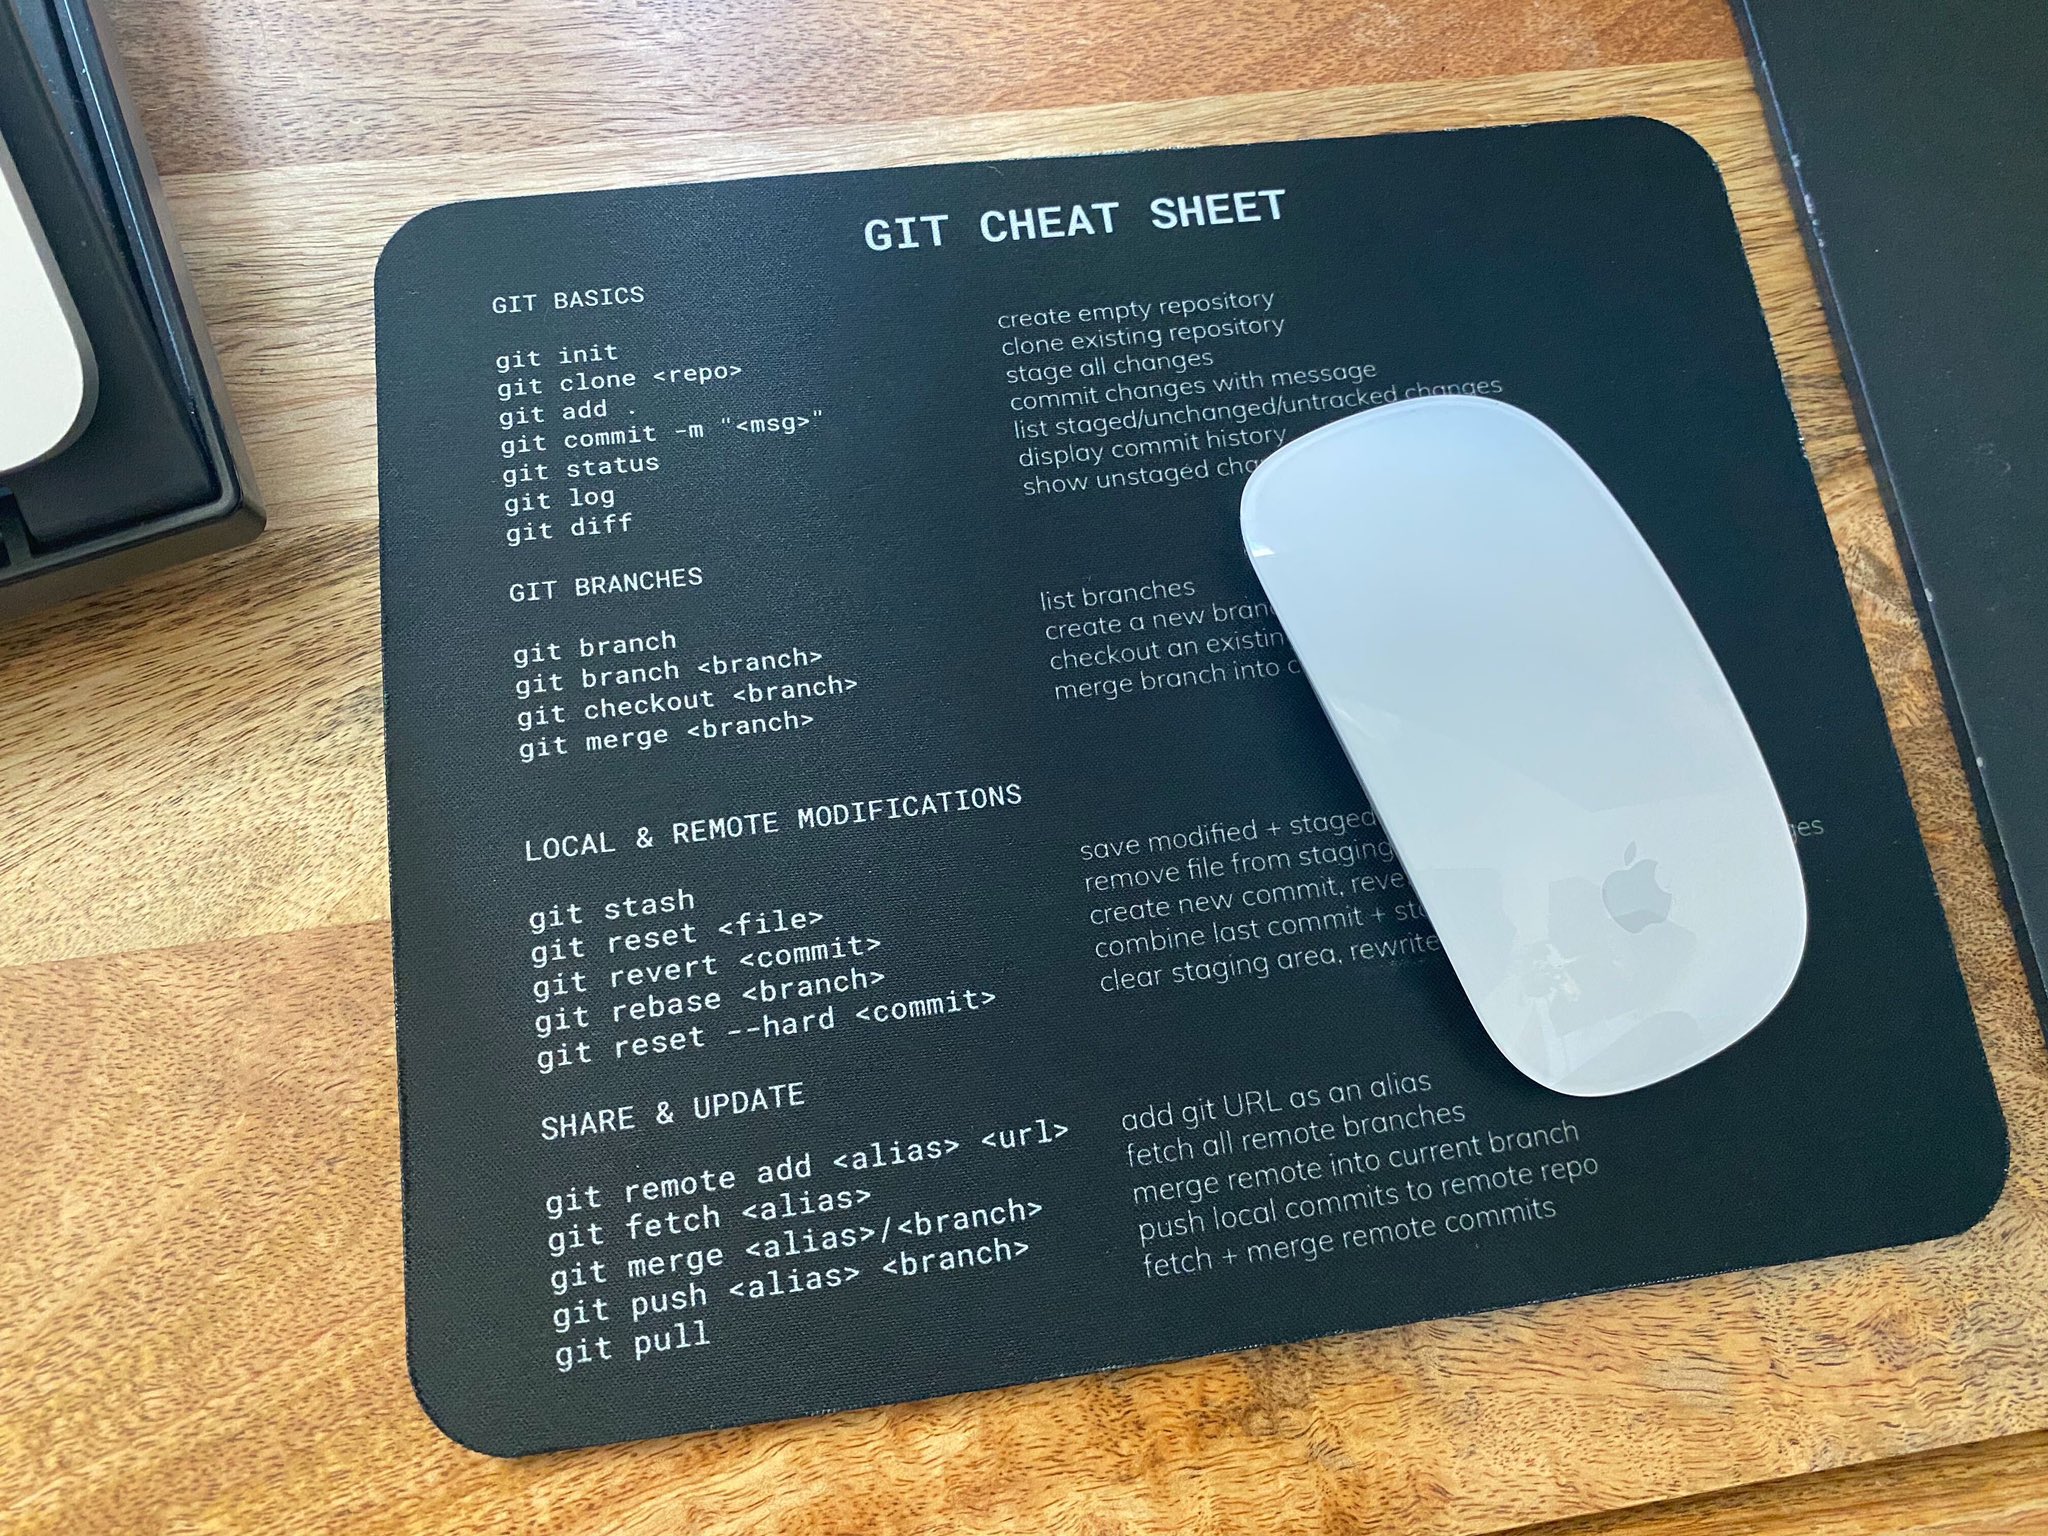 GIT CHEAT SHEET
GIT BASICS
git init
git clone <repo>
git add .
git commit -m "<msg>"
git status
git log
git diff
create empty repository
clone existing repository
stage all changes
commit changes with message
list staged/unchanged/untracked changes
display commit history
show unstaged
GIT BRANCHES
git branch
git branch <branch>
git checkout <branch>
git merge <branch>
list branches
create a new
checkout an
merge branch into
LOCAL & REMOTE MODIFICATIONS
git stash
git reset <file>
git revert <commit>
git rebase <branch>
git reset --hard <commit>
save modified + staged
remove file from staging
create new commit,
combine last commit +
clear staging area, rewrite
SHARE & UPDATE
git remote add <alias> <url>
git fetch <alias>
git merge <alias>/<branch>
git push <alias> <branch>
git pull
add git URL as an alias
fetch all remote branches
merge remote into current branch
push local commits to remote repo
fetch + merge remote commits